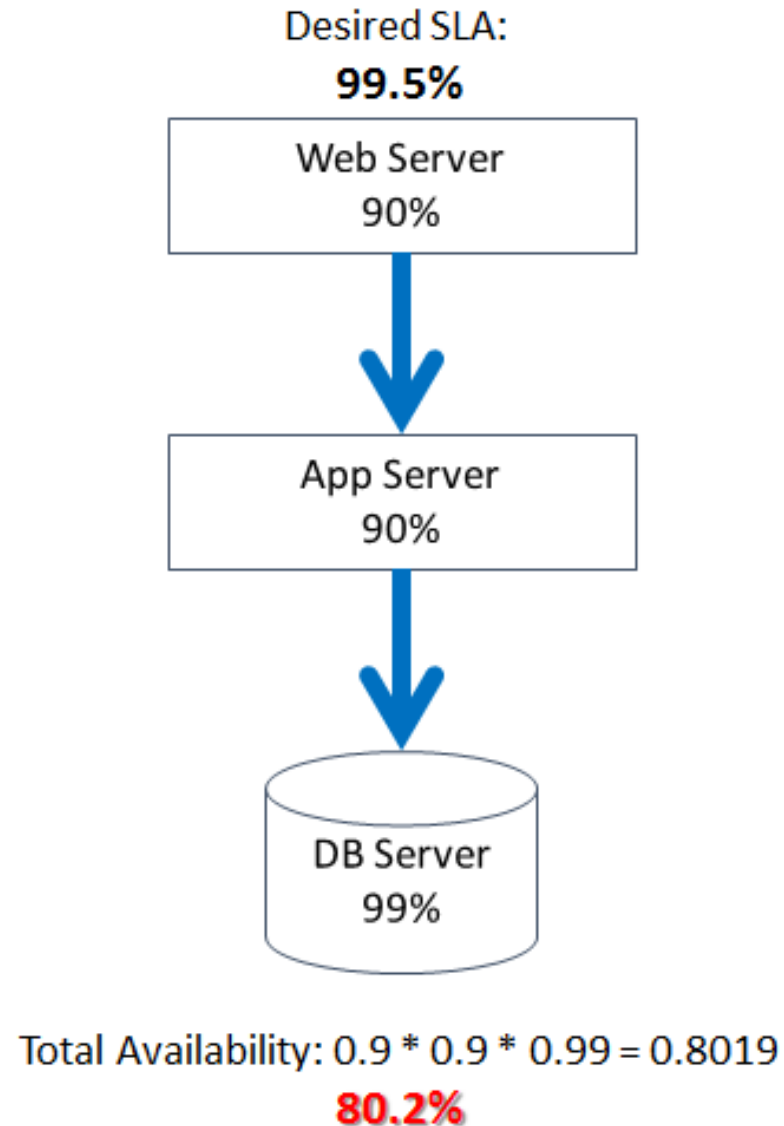 Desired SLA:
99.5%
Web Server
90%
App Server
90%
DB Server
99%
Total Availability: 0.9 * 0.9 * 0.99 = 0.8019
80.2%